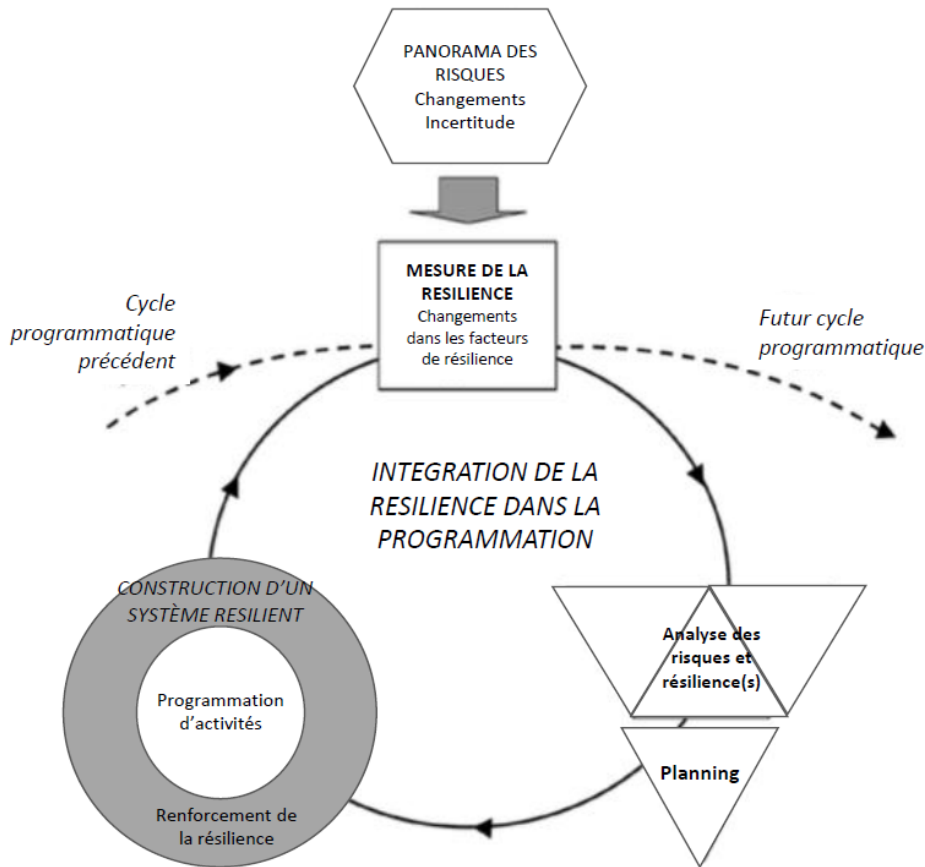 PANORAMA DES
RISQUES
Changements
Incertitude
MESURE DE LA
RESILIENCE
Changements
dans les facteurs
de résilience
Cycle
programmatique
précédent
Futur cycle
programmatique
INTEGRATION DE LA
RESILIENCE DANS LA
PROGRAMMATION
CONSTRUCTION D’UN
SYSTÈME RESILIENT
Programmation
d’activités
Renforcement de
la résilience
Analyse des
risques et
résilience(s)
Planning